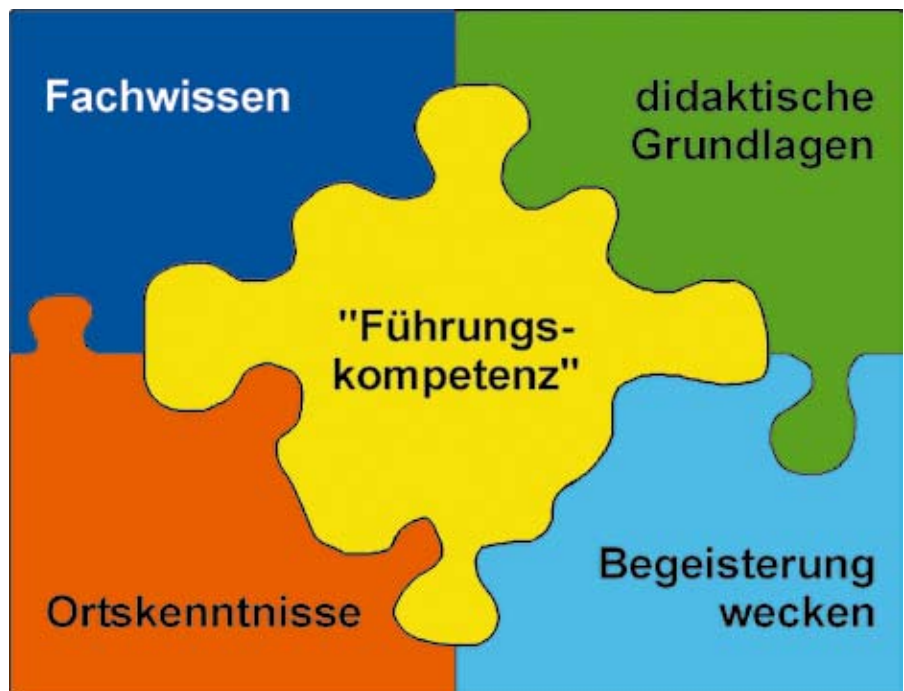 Fachwissen
didaktische
Grundlagen
"Führungs-
kompetenz"
Ortskenntnisse
Begeisterung
wecken